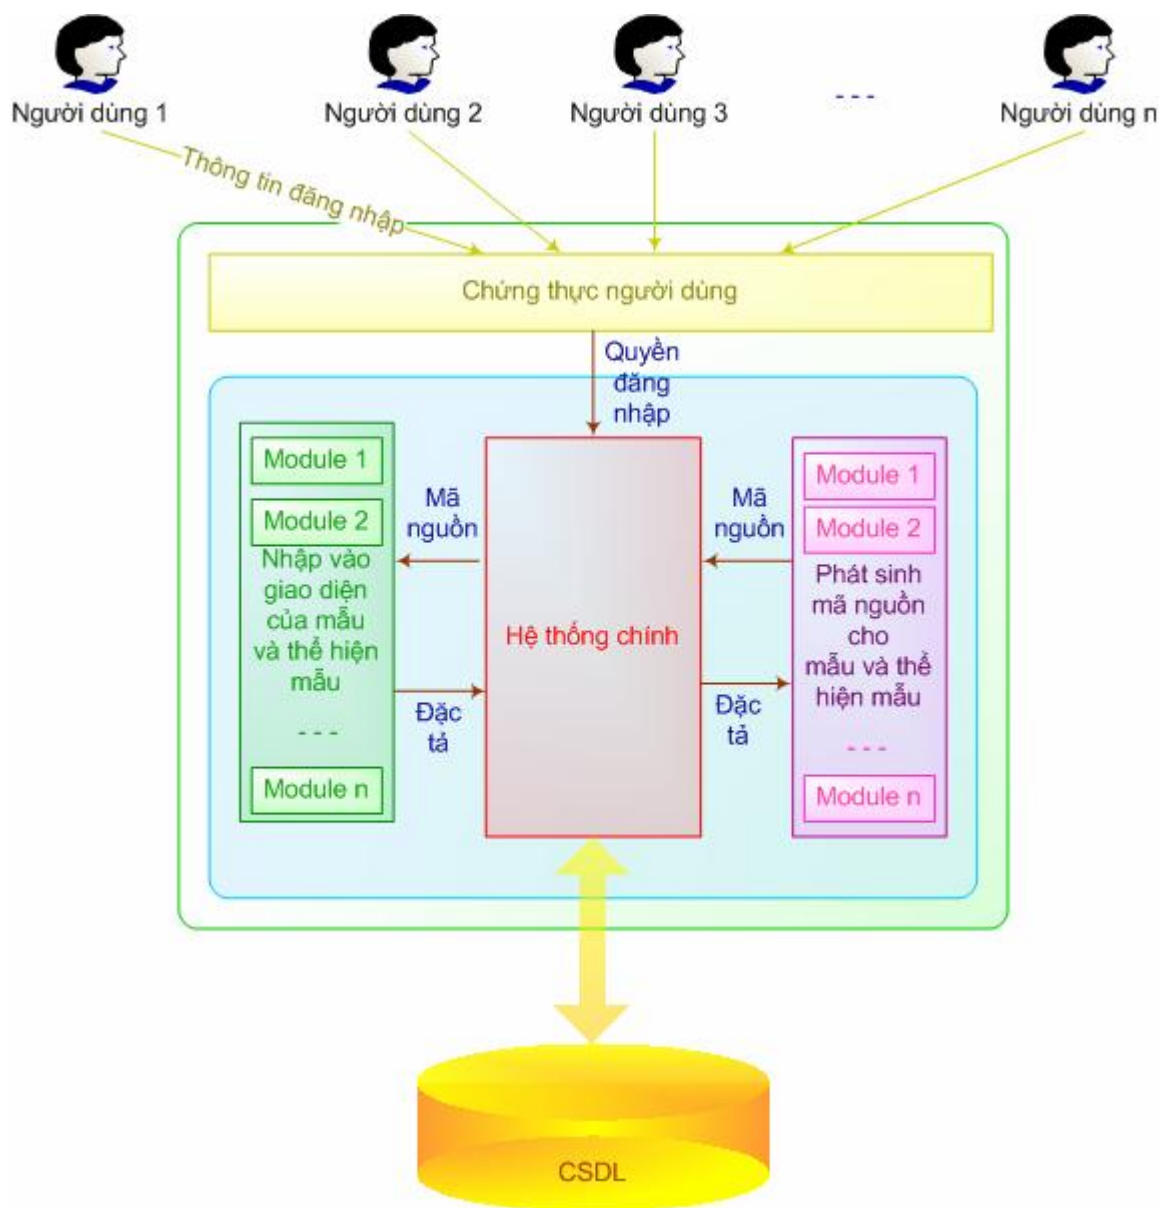 Người dùng 1
Người dùng 2
Người dùng 3
- - -
Người dùng n
Thông tin đăng nhập
Chứng thực người dùng
Quyền
đăng
nhập
Module 1
Module 2
Nhập vào
giao diện
của mẫu
và thể hiện
mẫu
- - -
Module n
Mã
nguồn
Đặc
tả
Hệ thống chính
Mã
nguồn
Đặc
tả
Module 1
Module 2
Phát sinh
mã nguồn
cho
mẫu và thể
hiện mẫu
- - -
Module n
CSDL